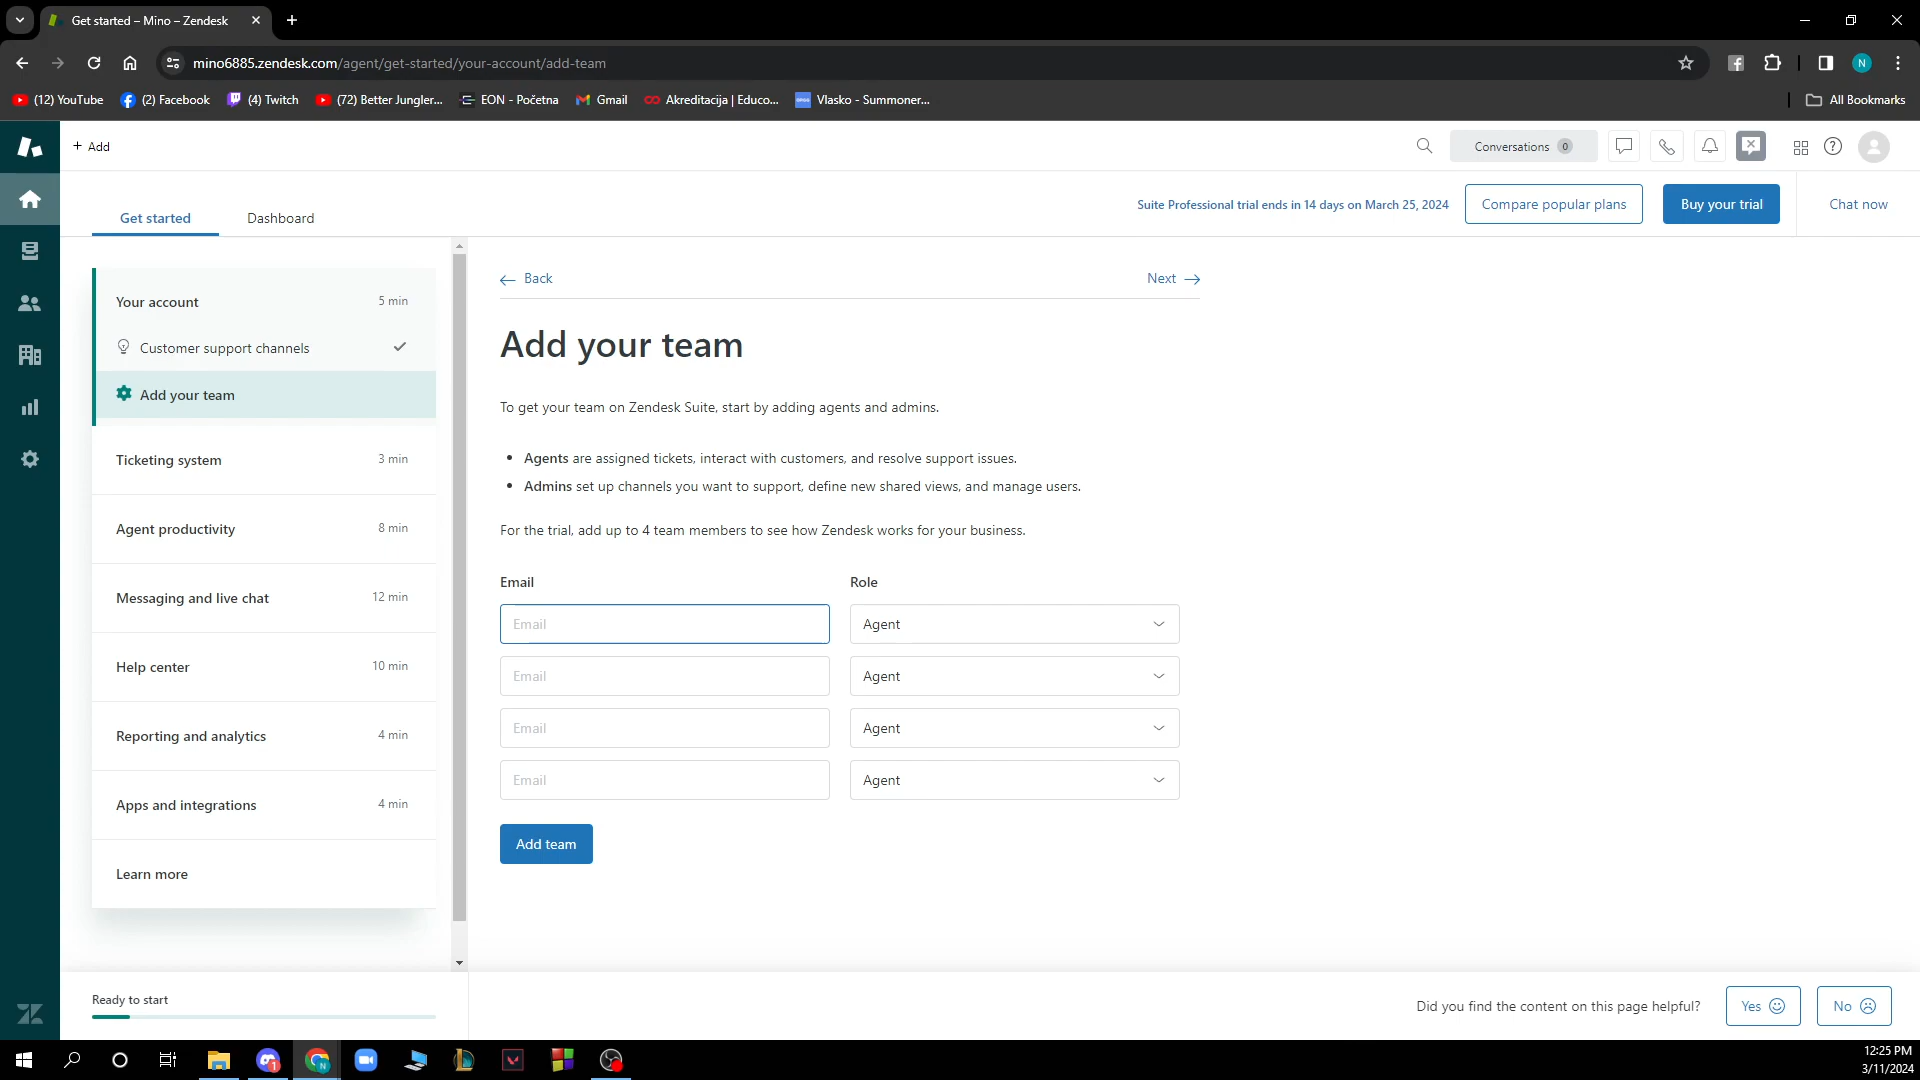 Get started – Mino – Zendesk
mino6885.zendesk.com/agent/get-started/your-account/add-team
(12) YouTube
(2) Facebook
(4) Twitch
(72) Better Jungler...
EON - Početna
Gmail
Akreditacija | Educo...
Vlasko - Summoner...
All Bookmarks
+ Add
Conversations 0
Get started
Dashboard
Suite Professional trial ends in 14 days on March 25, 2024
Compare popular plans
Buy your trial
Chat now
Your account 5 min
Customer support channels
Add your team
Ticketing system 3 min
Agent productivity 8 min
Messaging and live chat 12 min
Help center 10 min
Reporting and analytics 4 min
Apps and integrations 4 min
Learn more
Ready to start
← Back
Next →
Add your team
To get your team on Zendesk Suite, start by adding agents and admins.
• Agents are assigned tickets, interact with customers, and resolve support issues.
• Admins set up channels you want to support, define new shared views, and manage users.
For the trial, add up to 4 team members to see how Zendesk works for your business.
Email Role
Email Agent
Email Agent
Email Agent
Email Agent
Add team
Did you find the content on this page helpful?
Yes
No
N
1
N
12:25 PM
3/11/2024